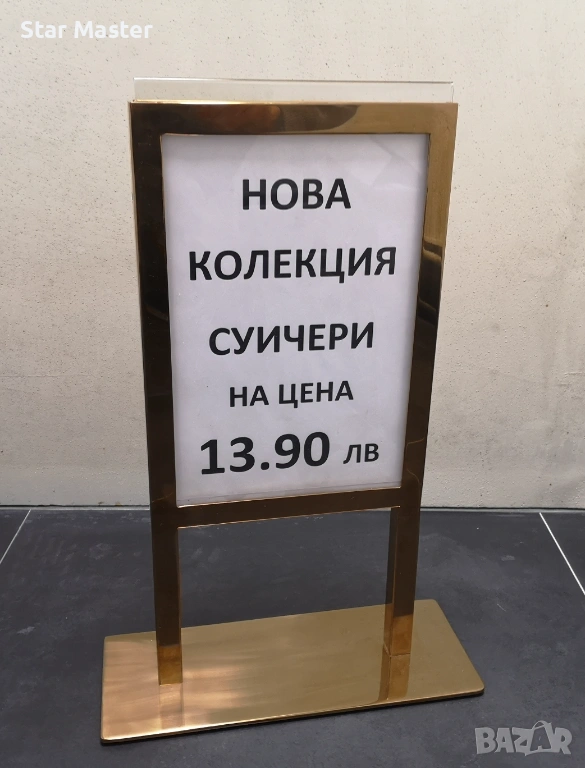 Star Master
НОВА
КОЛЕКЦИЯ
СУИЧЕРИ
НА ЦЕНА
13.90 лв
BAZAR